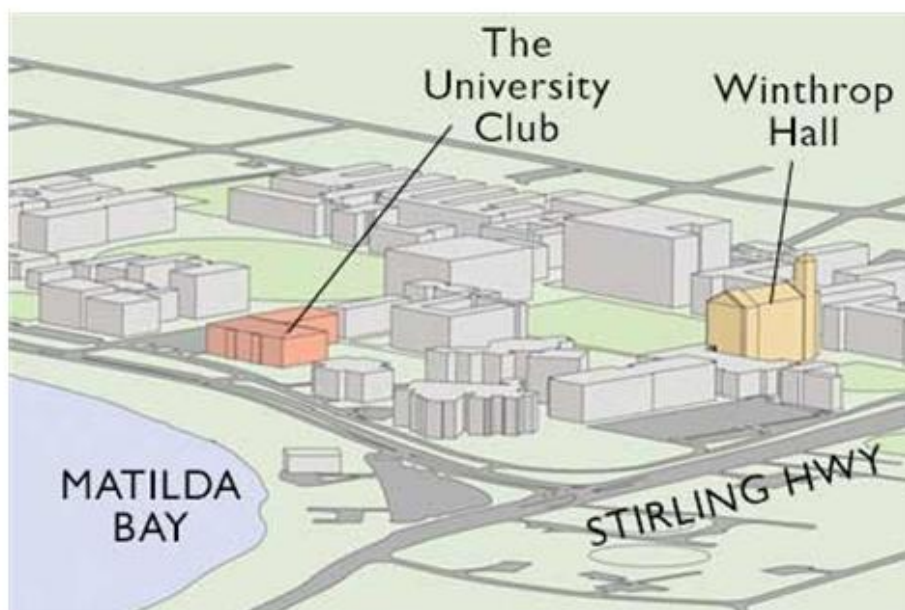 The
University
Club
Winthrop
Hall
MATILDA
BAY
STIRLING HWY